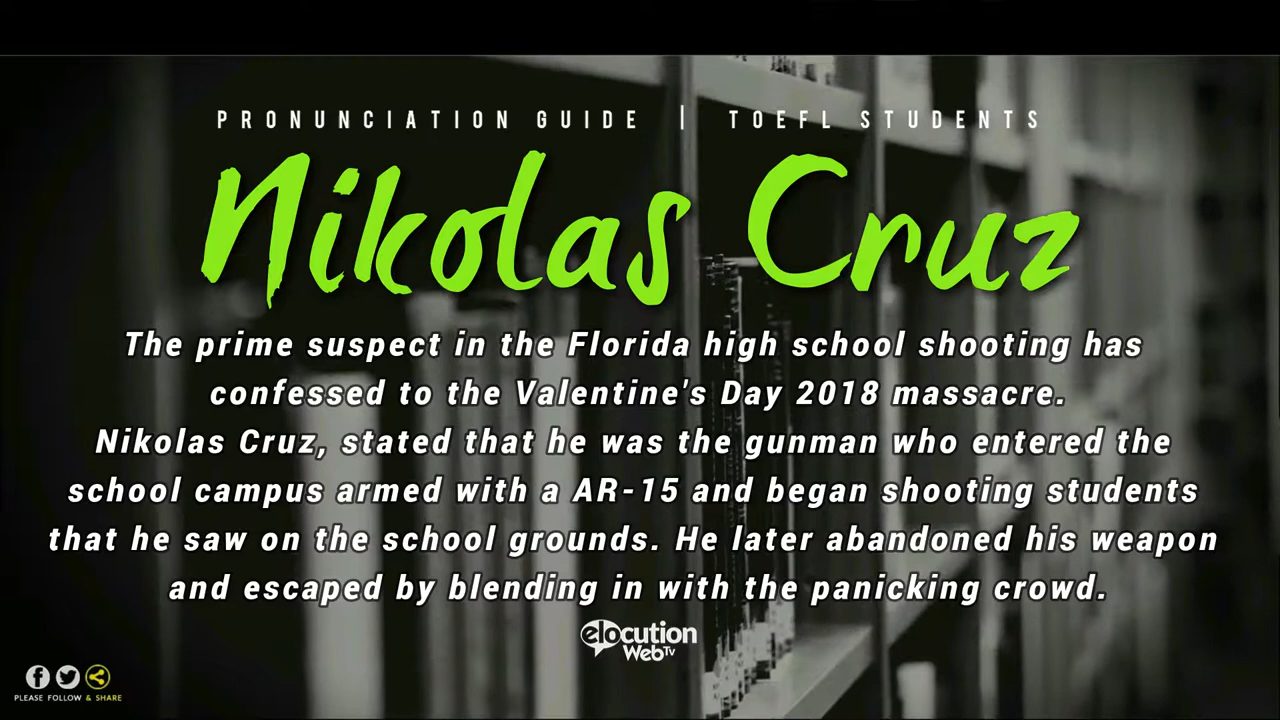 PRONUNCIATION GUIDE | TOEFL STUDENTS
Nikolas Cruz
The prime suspect in the Florida high school shooting has
confessed to the Valentine's Day 2018 massacre.
Nikolas Cruz, stated that he was the gunman who entered the
school campus armed with a AR-15 and began shooting students
that he saw on the school grounds. He later abandoned his weapon
and escaped by blending in with the panicking crowd.
elocution
WebTv
PLEASE FOLLOW & SHARE